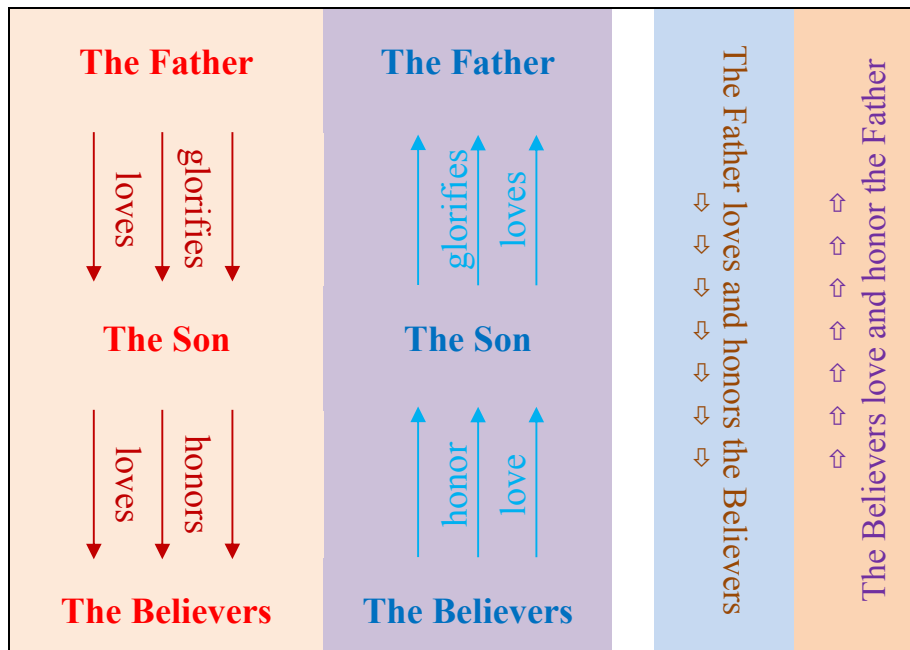 The Father
loves
glorifies
The Son
loves
honors
The Believers
The Father
glorifies
loves
The Son
honor
love
The Believers
The Father loves and honors the Believers
The Believers love and honor the Father